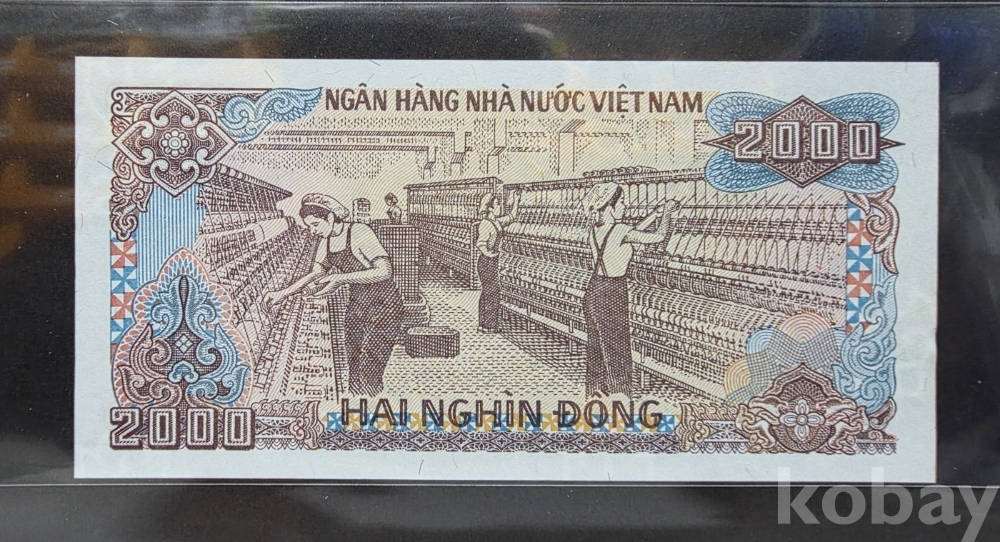 NGÂN HÀNG NHÀ NƯỚC VIỆT NAM
2000
HAI NGHÌN ĐỒNG
2000
kobay